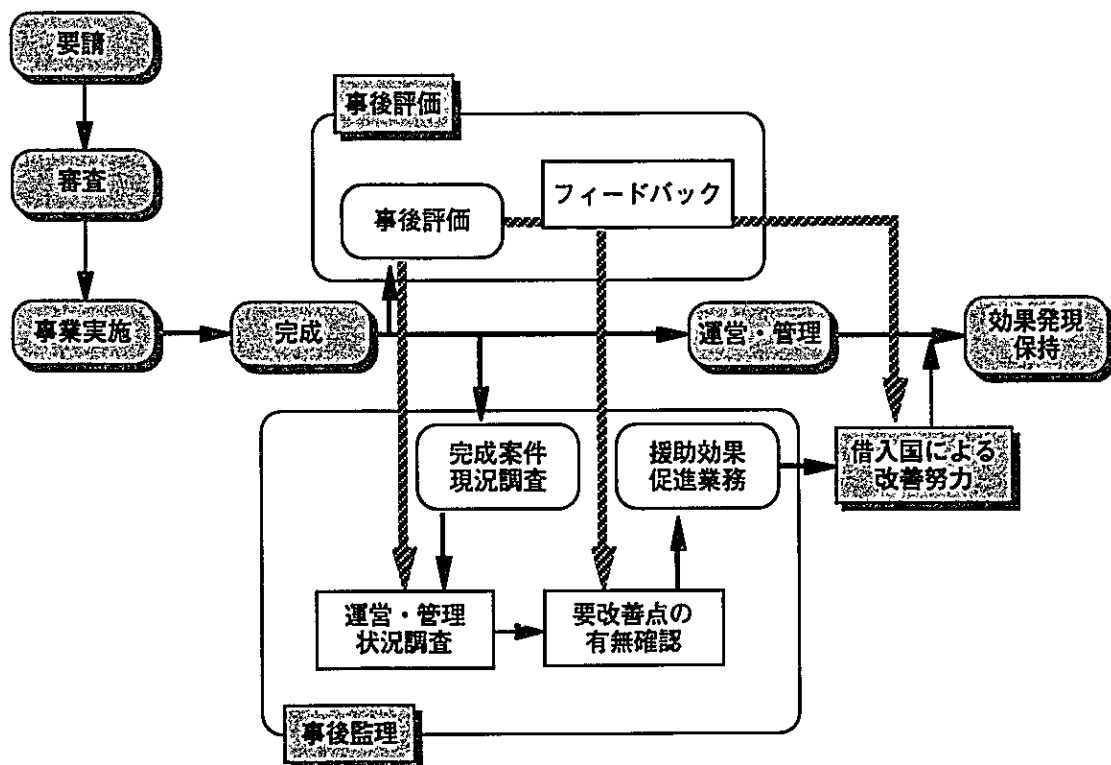 要請
審査
事業実施
完成
事後評価
事後評価
フィードバック
運営・管理
効果発現
保持
完成案件
現況調査
援助効果
促進業務
借入国による
改善努力
運営・管理
状況調査
要改善点の
有無確認
事後監理